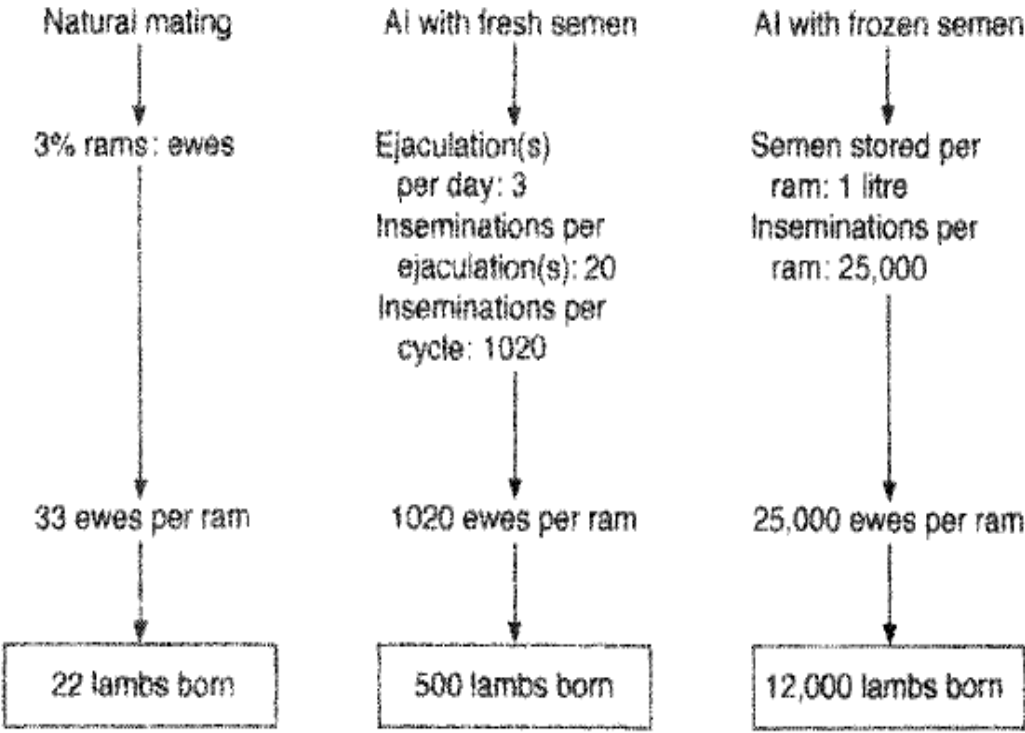 Natural mating
3% rams: ewes
33 ewes per ram
22 lambs born
AI with fresh semen
Ejaculation(s)
per day: 3
Inseminations per
ejaculation(s): 20
Inseminations per
cycle: 1020
1020 ewes per ram
500 lambs born
AI with frozen semen
Semen stored per
ram: 1 litre
Inseminations per
ram: 25,000
25,000 ewes per ram
12,000 lambs born